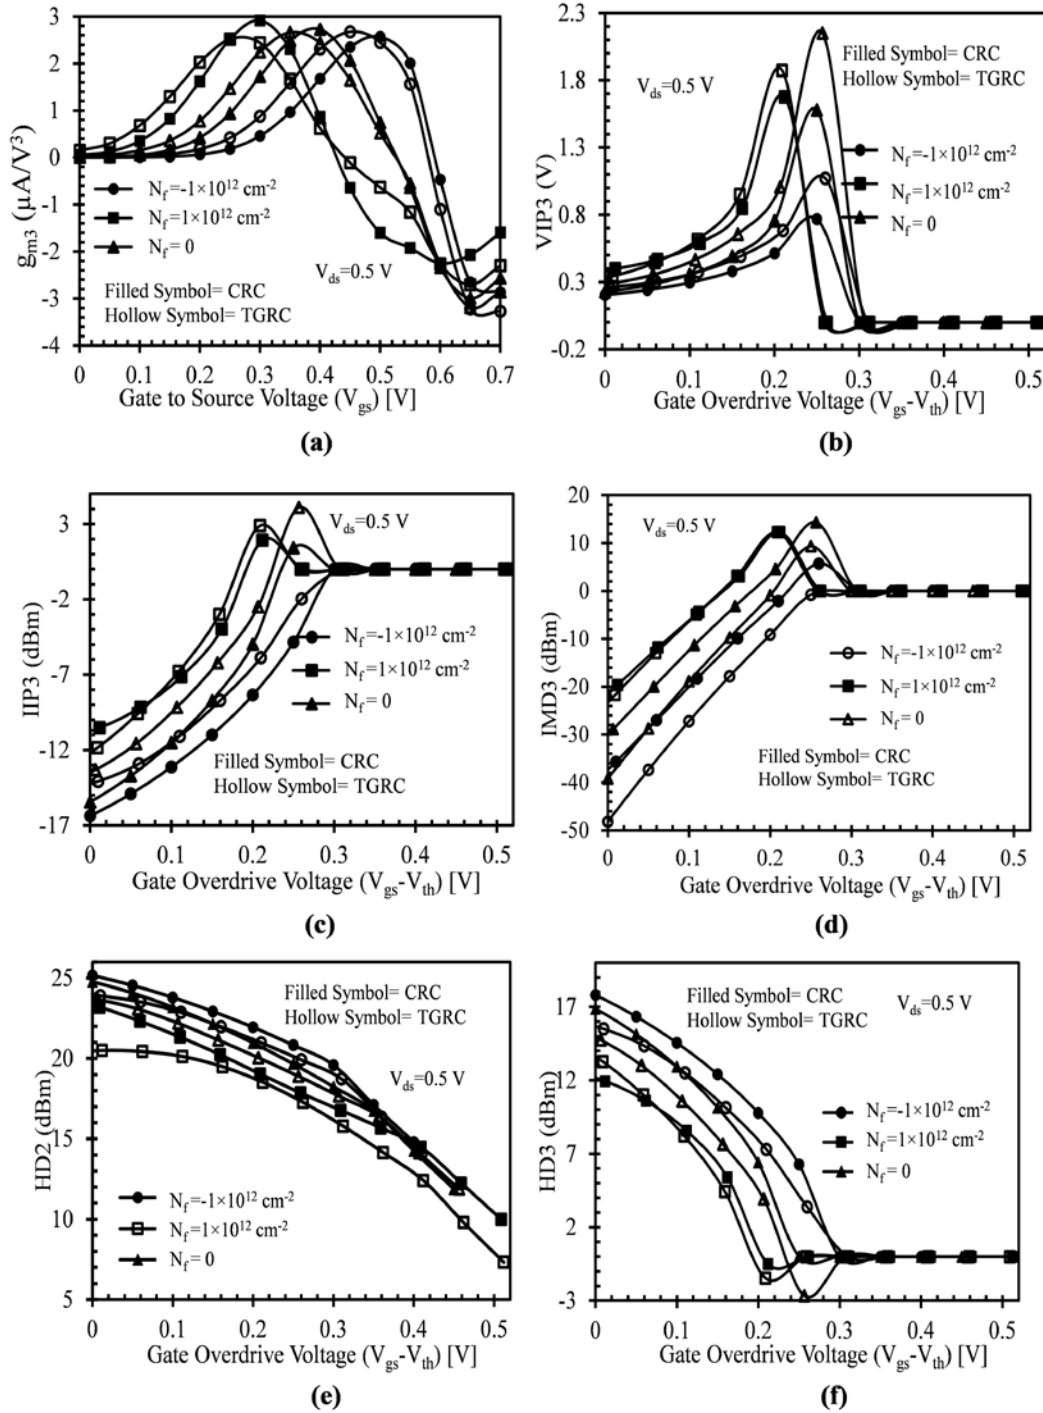 3
2
1
0
-1
-2
-3
-4
g_m3 (µA/V³)
N_f=-1×10¹² cm⁻²
N_f=1×10¹² cm⁻²
N_f= 0
V_ds=0.5 V
Filled Symbol= CRC
Hollow Symbol= TGRC
0 0.1 0.2 0.3 0.4 0.5 0.6 0.7
Gate to Source Voltage (V_gs) [V]
(a)
2.3
1.8
1.3
0.8
0.3
-0.2
VIP3 (V)
Filled Symbol= CRC
Hollow Symbol= TGRC
V_ds=0.5 V
N_f=-1×10¹² cm⁻²
N_f=1×10¹² cm⁻²
N_f= 0
0 0.1 0.2 0.3 0.4 0.5
Gate Overdrive Voltage (V_gs-V_th) [V]
(b)
3
-2
-7
-12
-17
IIP3 (dBm)
V_ds=0.5 V
N_f=-1×10¹² cm⁻²
N_f=1×10¹² cm⁻²
N_f= 0
Filled Symbol= CRC
Hollow Symbol= TGRC
0 0.1 0.2 0.3 0.4 0.5
Gate Overdrive Voltage (V_gs-V_th) [V]
(c)
20
10
0
-10
-20
-30
-40
-50
IMD3 (dBm)
V_ds=0.5 V
N_f=-1×10¹² cm⁻²
N_f=1×10¹² cm⁻²
N_f= 0
Filled Symbol= CRC
Hollow Symbol= TGRC
0 0.1 0.2 0.3 0.4 0.5
Gate Overdrive Voltage (V_gs-V_th) [V]
(d)
25
20
15
10
5
HD2 (dBm)
Filled Symbol= CRC
Hollow Symbol= TGRC
V_ds=0.5 V
N_f=-1×10¹² cm⁻²
N_f=1×10¹² cm⁻²
N_f= 0
0 0.1 0.2 0.3 0.4 0.5
Gate Overdrive Voltage (V_gs-V_th) [V]
(e)
17
12
7
2
-3
HD3 (dBm)
Filled Symbol= CRC
Hollow Symbol= TGRC
V_ds=0.5 V
N_f=-1×10¹² cm⁻²
N_f=1×10¹² cm⁻²
N_f= 0
0 0.1 0.2 0.3 0.4 0.5
Gate Overdrive Voltage (V_gs-V_th) [V]
(f)